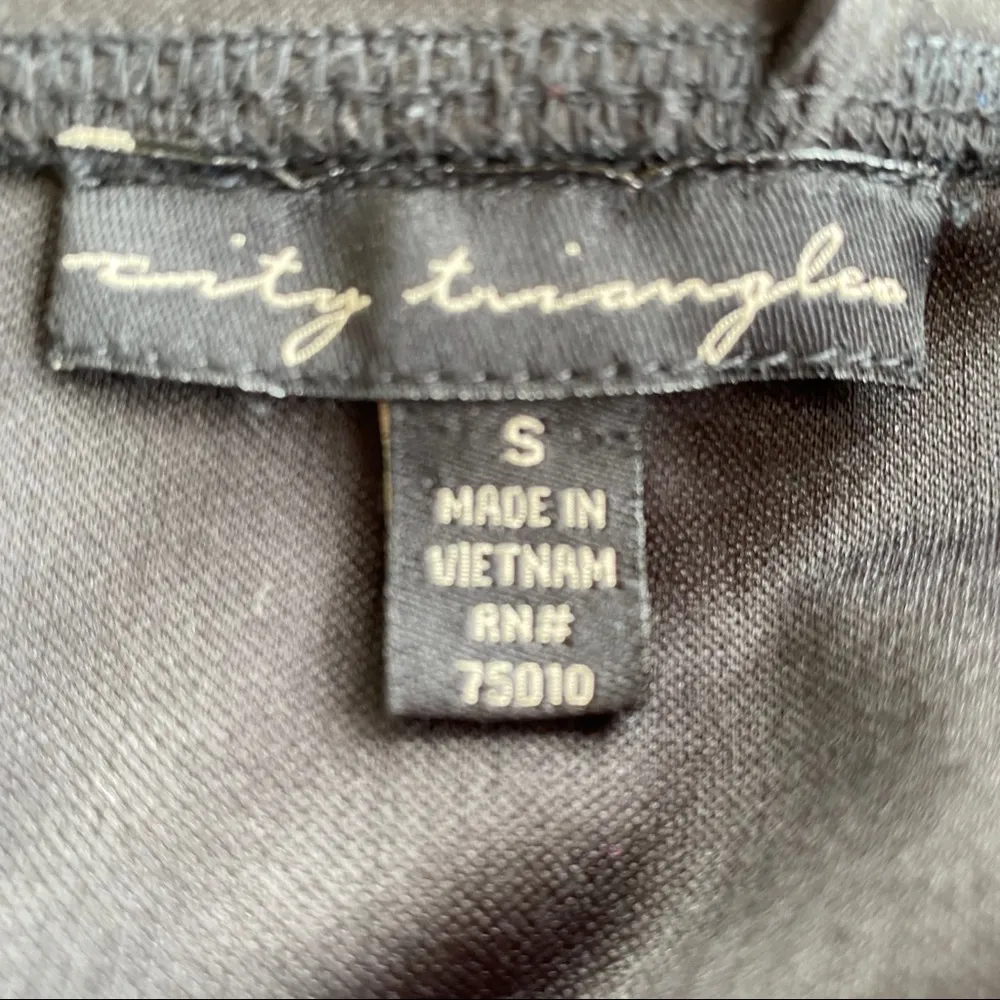 city triangles
S
MADE IN
VIETNAM
RN#
75010